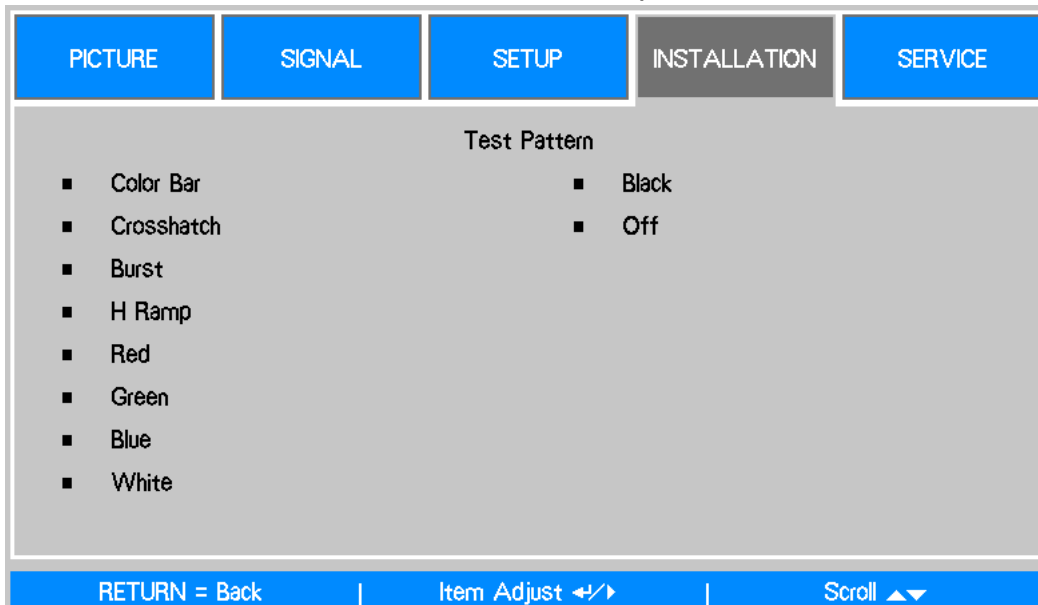 PICTURE SIGNAL SETUP INSTALLATION SERVICE
Test Pattern
Color Bar
Crosshatch
Burst
H Ramp
Red
Green
Blue
White
Black
Off
RETURN = Back | Item Adjust ↵/▸ | Scroll ▲▼